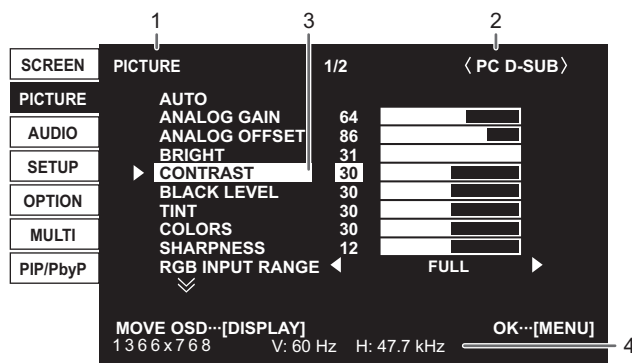 1 3 2
SCREEN
PICTURE
AUDIO
SETUP
OPTION
MULTI
PIP/PbyP
PICTURE 1/2 〈 PC D-SUB〉
AUTO
ANALOG GAIN 64
ANALOG OFFSET 86
BRIGHT 31
CONTRAST 30
BLACK LEVEL 30
TINT 30
COLORS 30
SHARPNESS 12
RGB INPUT RANGE FULL
MOVE OSD···[DISPLAY] OK···[MENU]
1366x768 V: 60 Hz H: 47.7 kHz 4